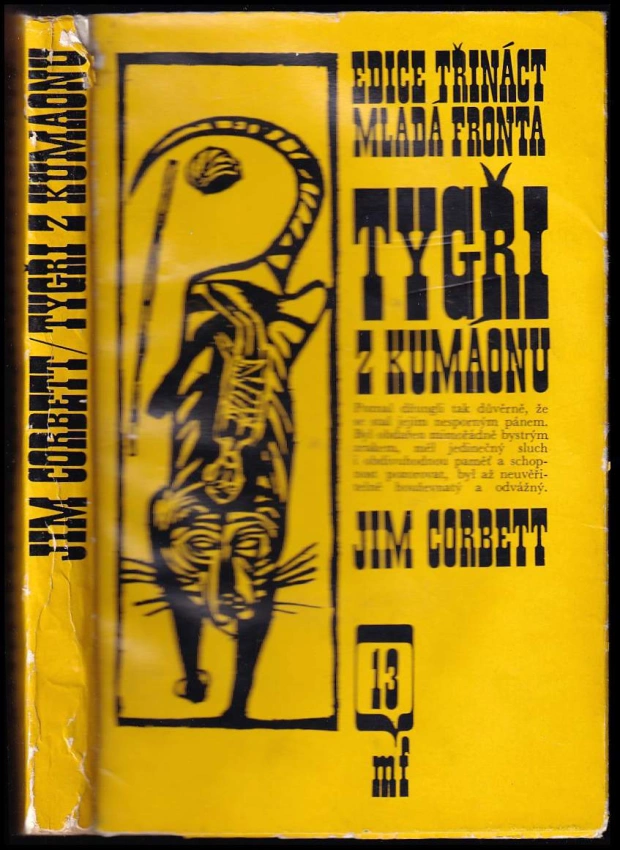 JIM CORBETT/TYGŘI Z KUMÁONU
EDICE TŘINÁCT
MLADÁ FRONTA
TYGŘI
Z KUMÁONU
Poznal džungli tak důvěrně, že
se stal jejím nesporným pánem.
Byl obdařen mimořádně bystrým
zrakem, měl jedinečný sluch
i obdivuhodnou paměť a schop-
nost pozorovat, byl až neuvěři-
telně houževnatý a odvážný.
JIM CORBETT
13
mf